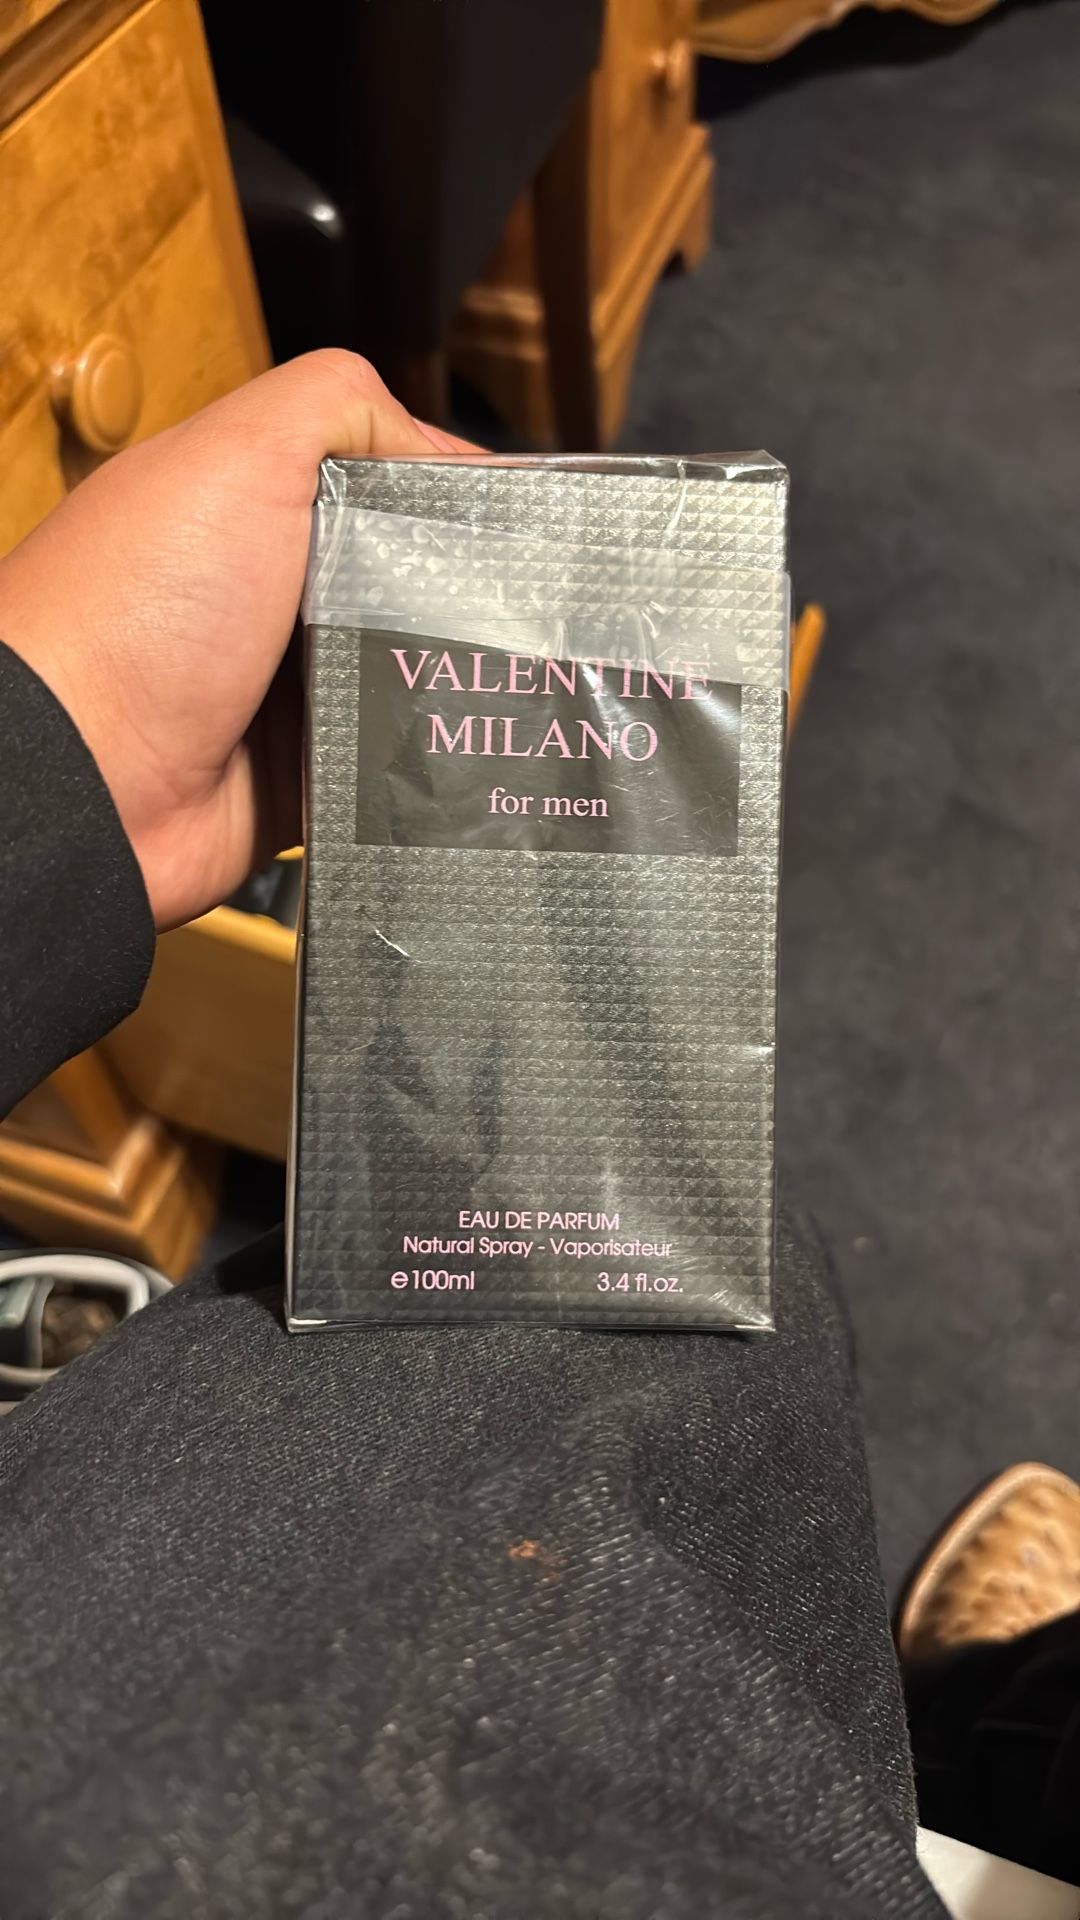 VALENTINE
MILANO
for men
EAU DE PARFUM
Natural Spray - Vaporisateur
℮100ml 3.4 fl.oz.